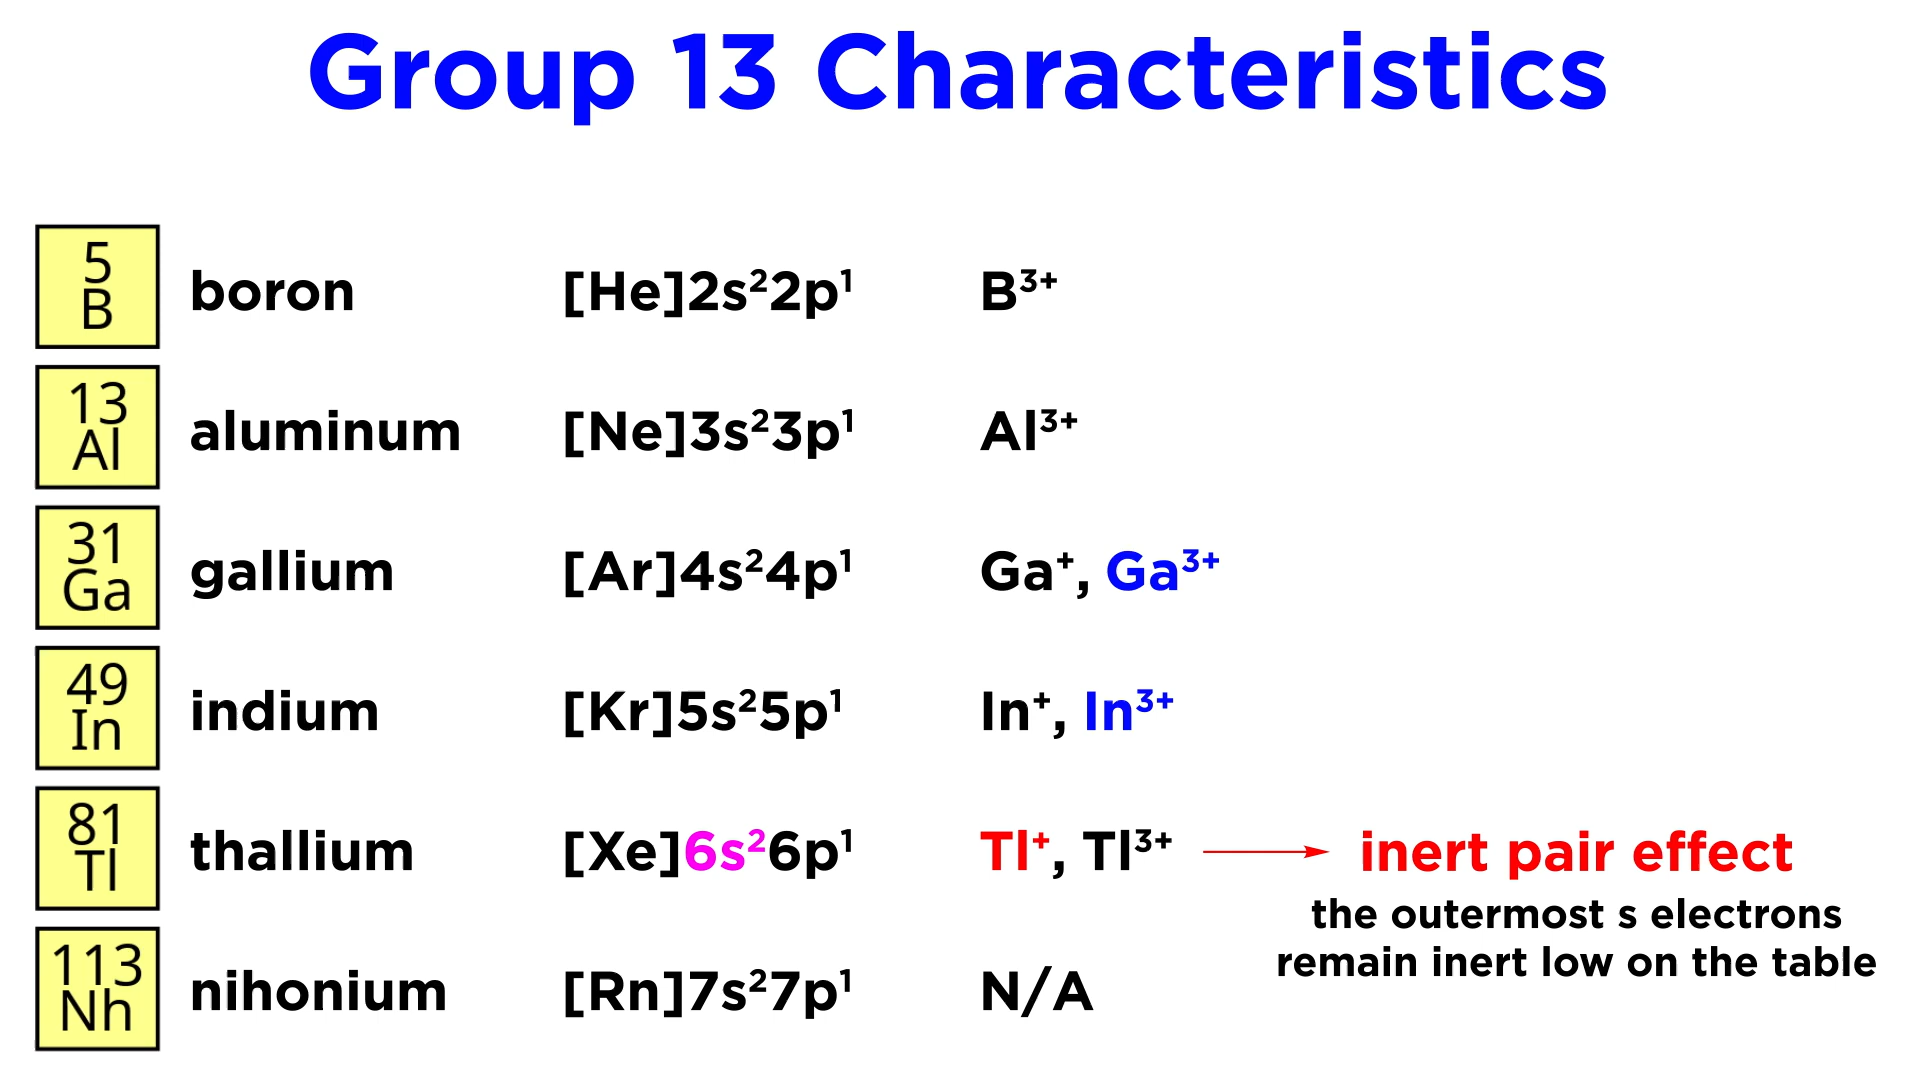 Group 13 Characteristics
5
B
boron [He]2s²2p¹ B³⁺
13
Al
aluminum [Ne]3s²3p¹ Al³⁺
31
Ga
gallium [Ar]4s²4p¹ Ga⁺, Ga³⁺
49
In
indium [Kr]5s²5p¹ In⁺, In³⁺
81
Tl
thallium [Xe]6s²6p¹ Tl⁺, Tl³⁺ → inert pair effect
the outermost s electrons
remain inert low on the table
113
Nh
nihonium [Rn]7s²7p¹ N/A